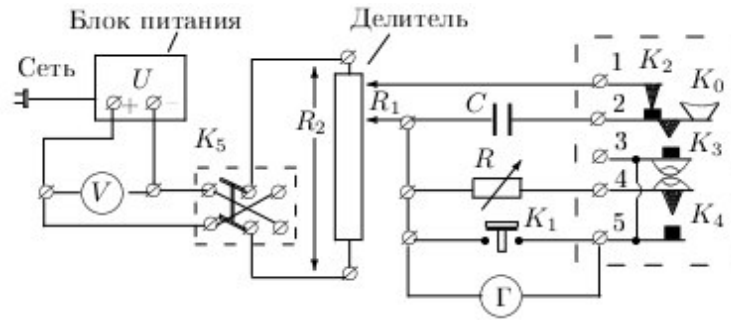 Блок питания
Делитель
Сеть
U
+ −
1
K₂
K₀
R₁
C
2
K₅
R₂
3
K₃
V
R
4
K₁
5
K₄
Г